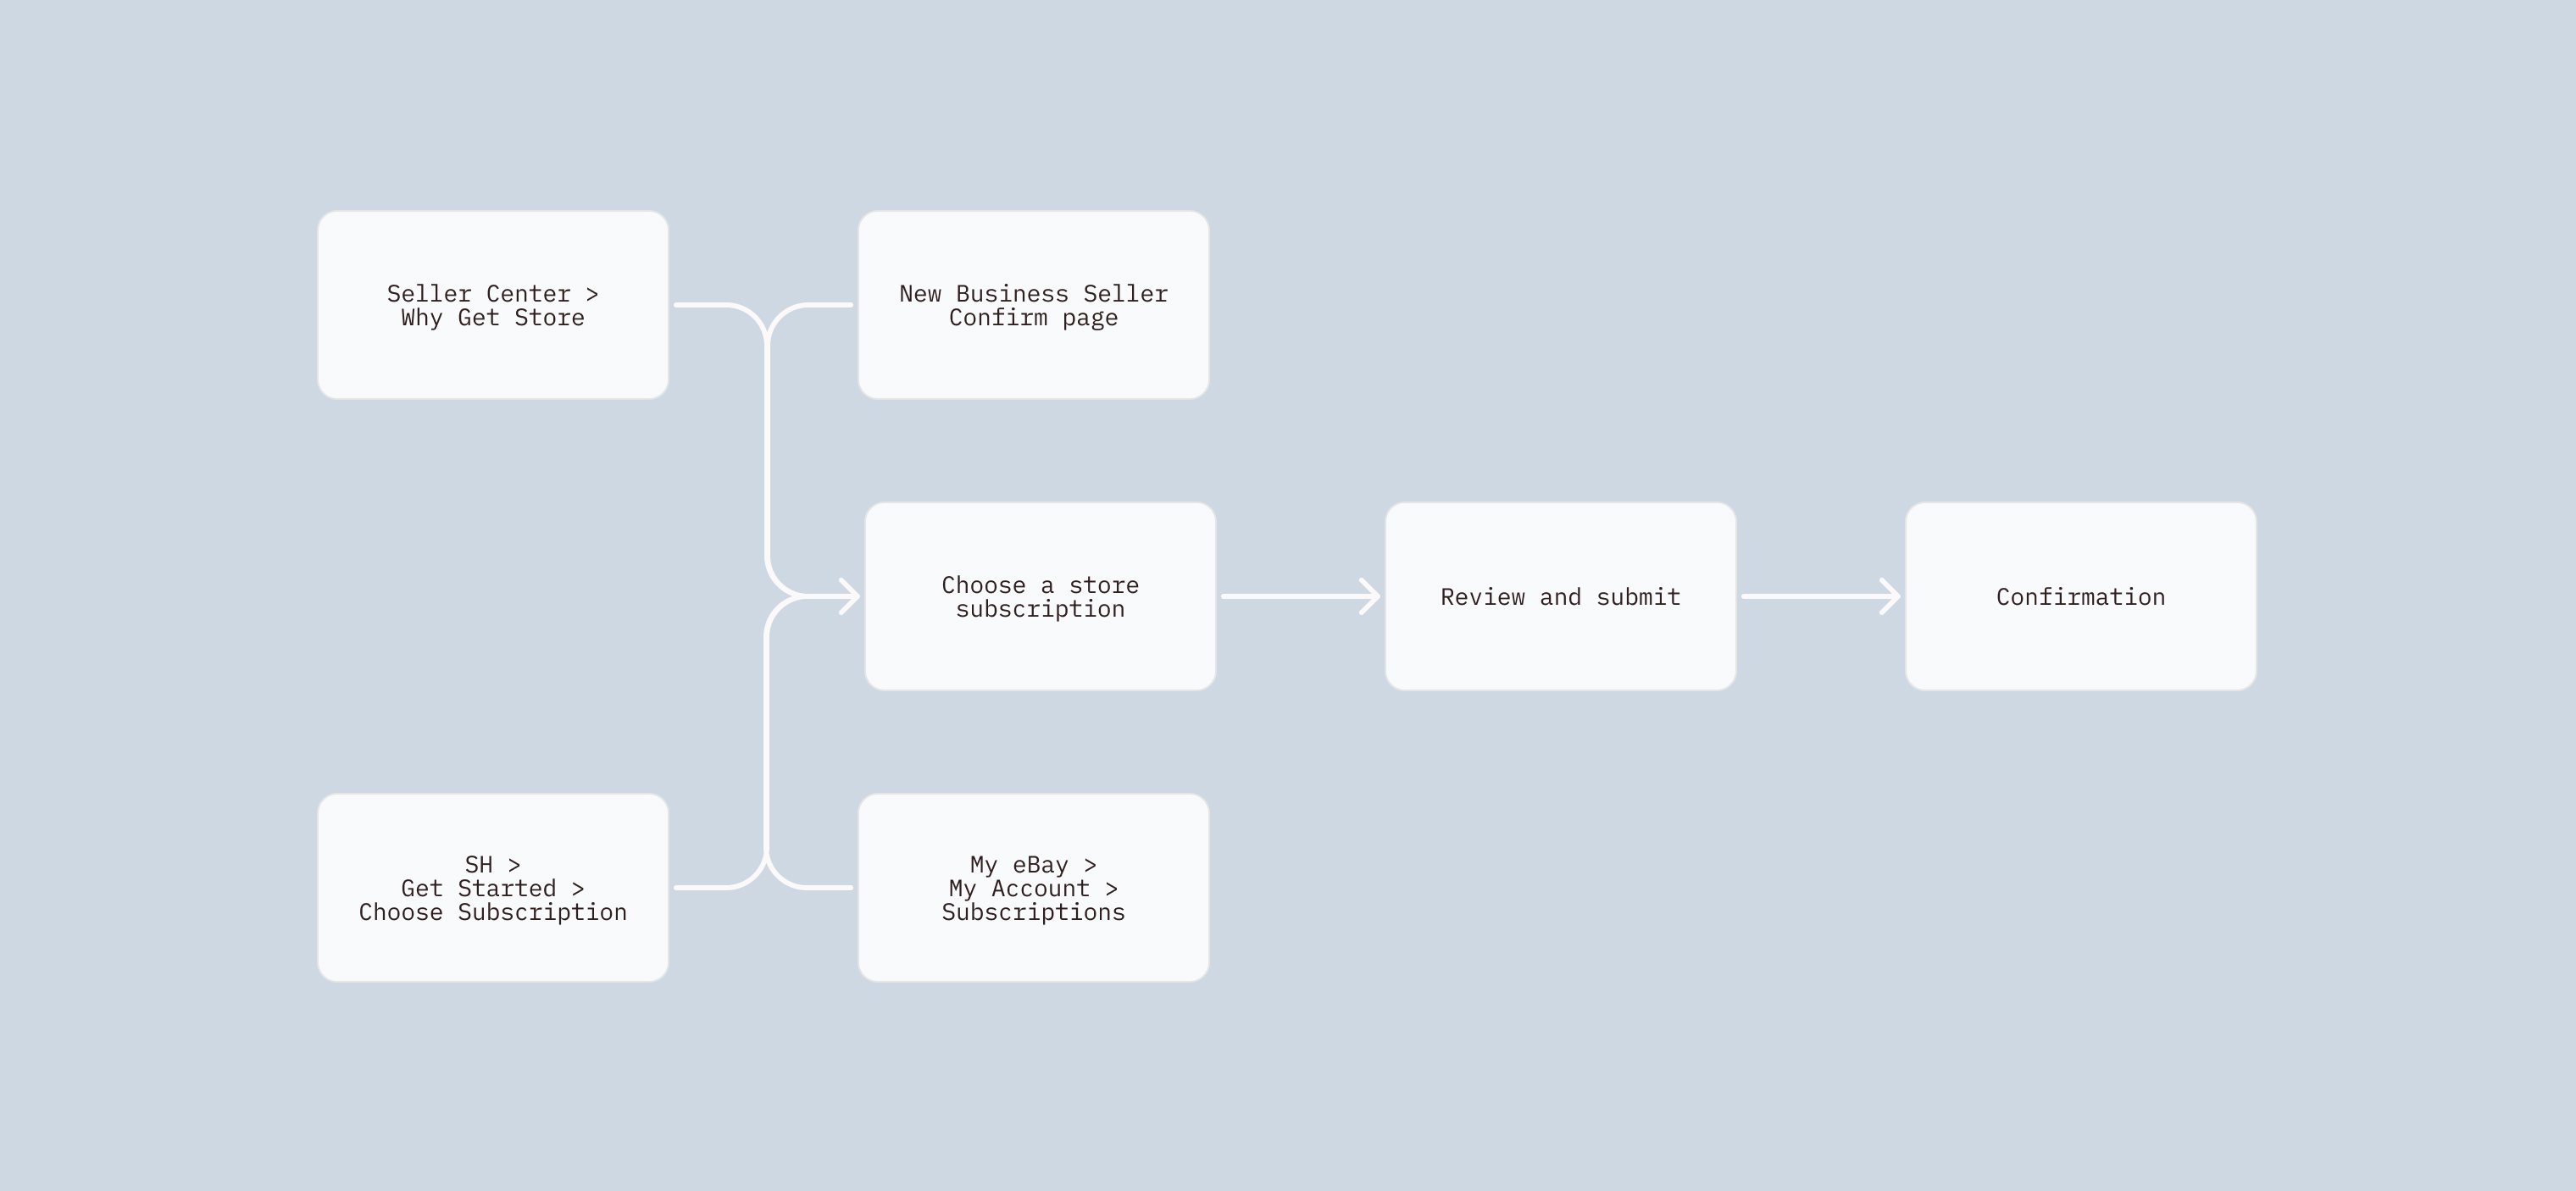 Seller Center >
Why Get Store
New Business Seller
Confirm page
Choose a store
subscription
Review and submit
Confirmation
SH >
Get Started >
Choose Subscription
My eBay >
My Account >
Subscriptions